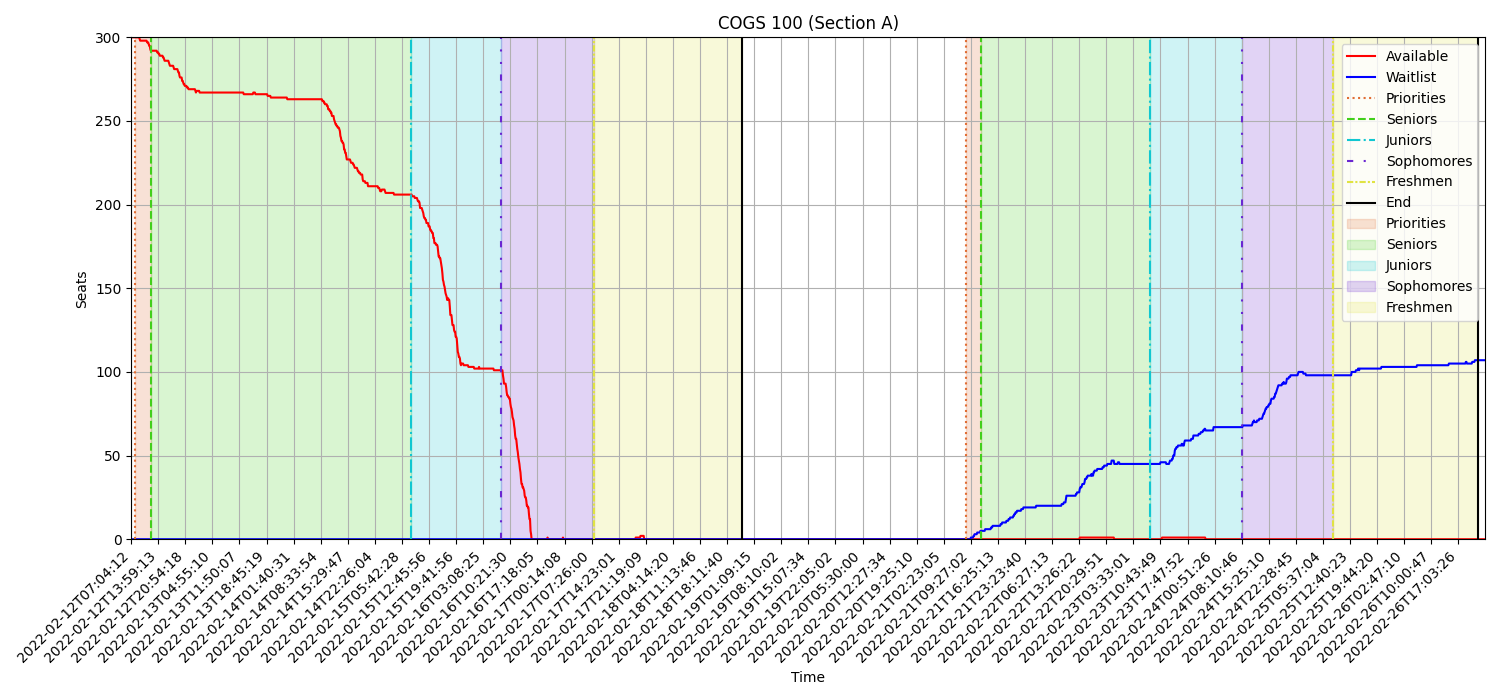 COGS 100 (Section A)
300
250
200
150
100
50
0
Seats
Available
Waitlist
Priorities
Seniors
Juniors
Sophomores
Freshmen
End
Priorities
Seniors
Juniors
Sophomores
Freshmen
2022-02-12T07:04:12
2022-02-12T13:59:13
2022-02-12T20:54:18
2022-02-13T04:55:10
2022-02-13T11:50:07
2022-02-13T18:45:19
2022-02-14T01:40:31
2022-02-14T08:33:54
2022-02-14T15:29:47
2022-02-14T22:26:04
2022-02-15T05:42:28
2022-02-15T12:45:56
2022-02-15T19:41:56
2022-02-16T03:08:25
2022-02-16T10:21:30
2022-02-16T17:18:05
2022-02-17T00:14:08
2022-02-17T07:26:00
2022-02-17T14:23:01
2022-02-17T21:19:09
2022-02-18T04:14:20
2022-02-18T11:13:46
2022-02-18T18:11:40
2022-02-19T01:09:15
2022-02-19T08:10:02
2022-02-19T15:07:34
2022-02-19T22:05:02
2022-02-20T05:30:00
2022-02-20T12:27:34
2022-02-20T19:25:10
2022-02-21T02:23:05
2022-02-21T09:27:02
2022-02-21T16:25:13
2022-02-21T23:23:40
2022-02-22T06:27:13
2022-02-22T13:26:22
2022-02-22T20:29:51
2022-02-23T03:33:01
2022-02-23T10:43:49
2022-02-23T17:47:52
2022-02-24T00:51:26
2022-02-24T08:10:46
2022-02-24T15:25:10
2022-02-24T22:28:45
2022-02-25T05:37:04
2022-02-25T12:40:23
2022-02-25T19:44:20
2022-02-26T02:47:10
2022-02-26T10:00:47
2022-02-26T17:03:26
Time